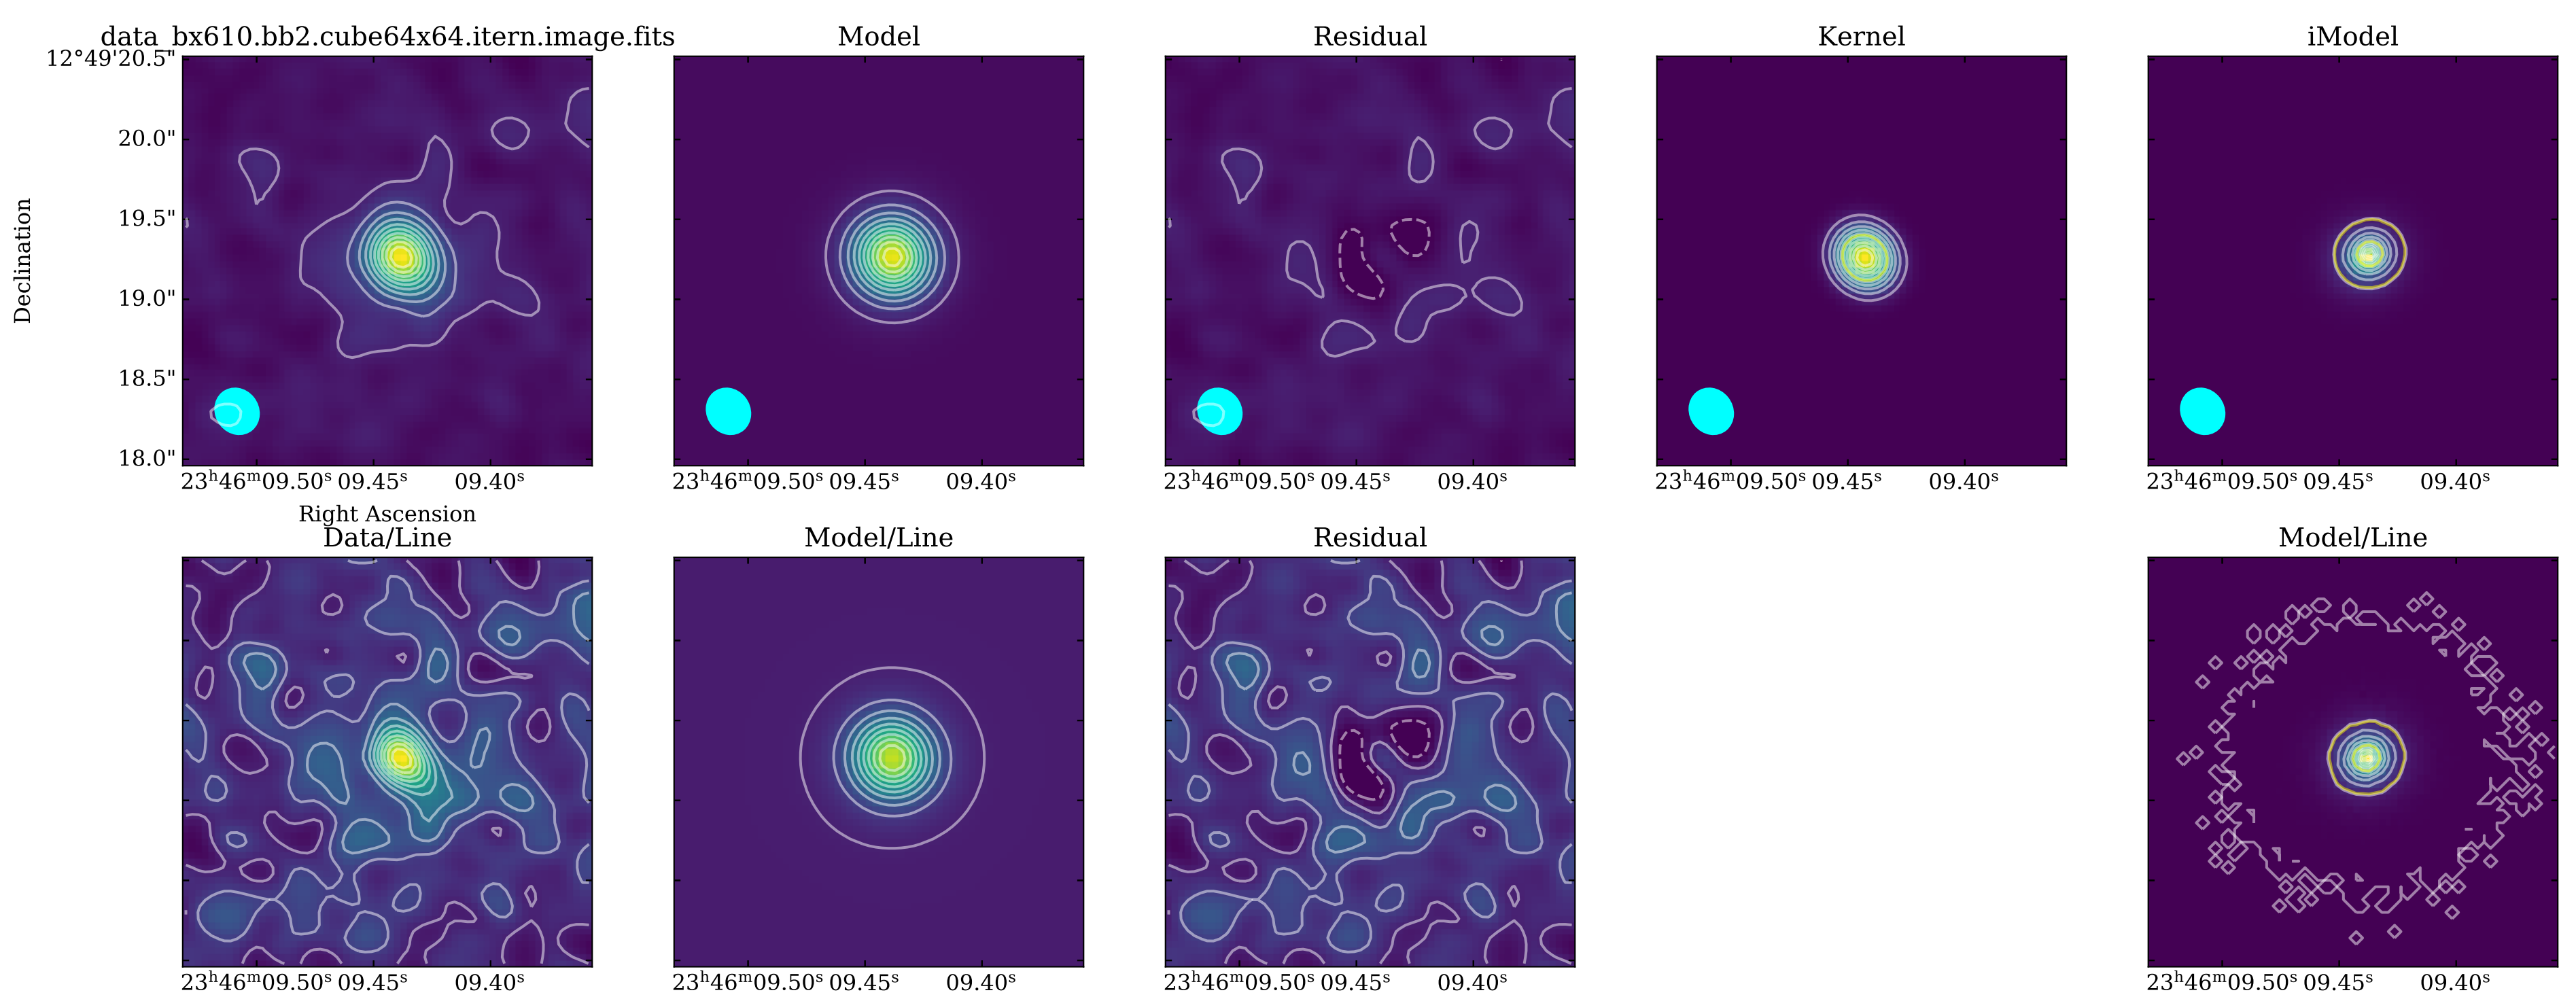 data_bx610.bb2.cube64x64.itern.image.fits
Model
Residual
Kernel
iModel
12°49'20.5"
20.0"
19.5"
19.0"
18.5"
18.0"
Declination
23ʰ46ᵐ09.50ˢ 09.45ˢ 09.40ˢ
23ʰ46ᵐ09.50ˢ 09.45ˢ 09.40ˢ
23ʰ46ᵐ09.50ˢ 09.45ˢ 09.40ˢ
23ʰ46ᵐ09.50ˢ 09.45ˢ 09.40ˢ
23ʰ46ᵐ09.50ˢ 09.45ˢ 09.40ˢ
Right Ascension
Data/Line
Model/Line
Residual
Model/Line
23ʰ46ᵐ09.50ˢ 09.45ˢ 09.40ˢ
23ʰ46ᵐ09.50ˢ 09.45ˢ 09.40ˢ
23ʰ46ᵐ09.50ˢ 09.45ˢ 09.40ˢ
23ʰ46ᵐ09.50ˢ 09.45ˢ 09.40ˢ